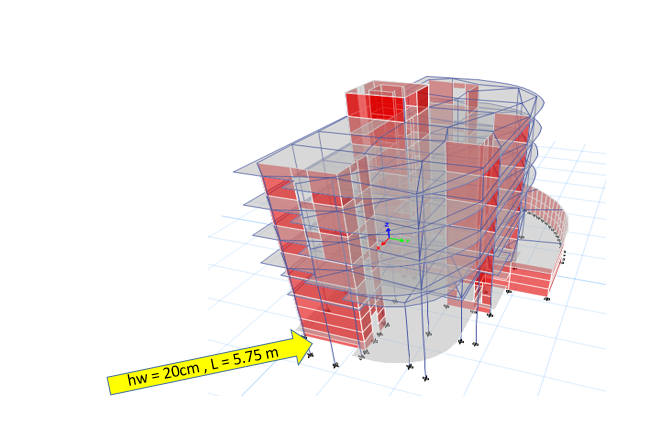 hw = 20cm , L = 5.75 m